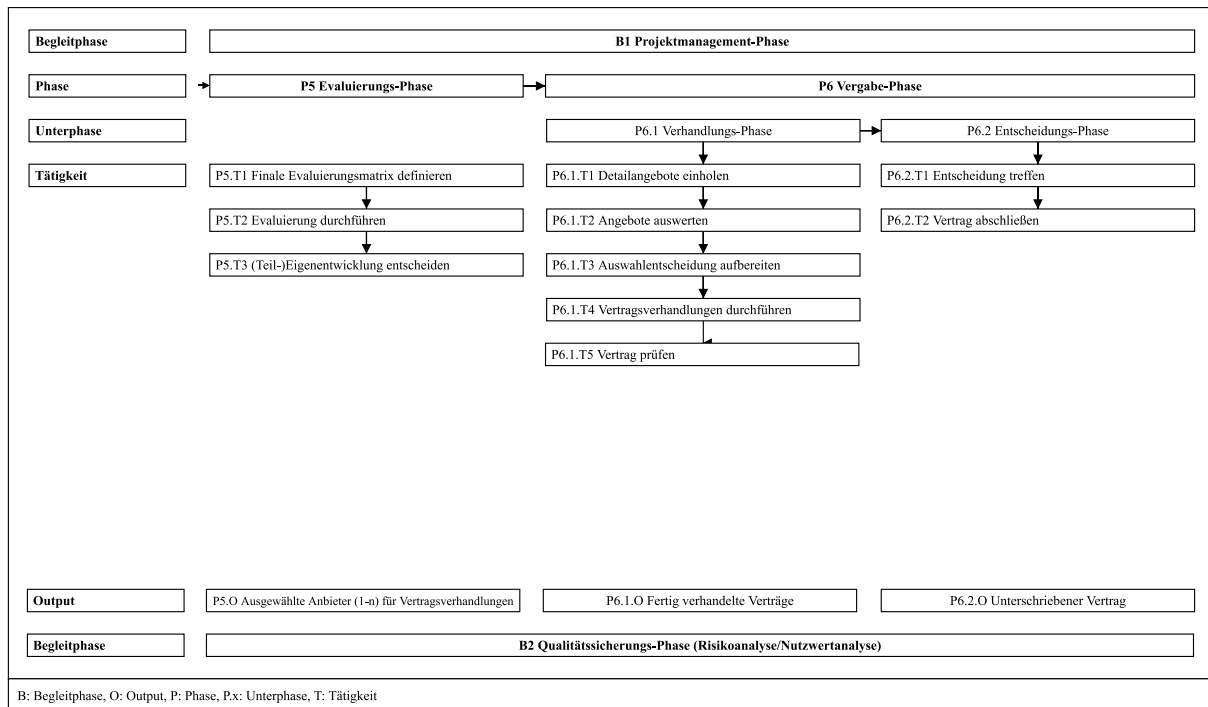 Begleitphase
B1 Projektmanagement-Phase
Phase
P5 Evaluierungs-Phase
P6 Vergabe-Phase
Unterphase
P6.1 Verhandlungs-Phase
P6.2 Entscheidungs-Phase
Tätigkeit
P5.T1 Finale Evaluierungsmatrix definieren
P6.1.T1 Detailangebote einholen
P6.2.T1 Entscheidung treffen
P5.T2 Evaluierung durchführen
P6.1.T2 Angebote auswerten
P6.2.T2 Vertrag abschließen
P5.T3 (Teil-)Eigenentwicklung entscheiden
P6.1.T3 Auswahlentscheidung aufbereiten
P6.1.T4 Vertragsverhandlungen durchführen
P6.1.T5 Vertrag prüfen
Output
P5.O Ausgewählte Anbieter (1-n) für Vertragsverhandlungen
P6.1.O Fertig verhandelte Verträge
P6.2.O Unterschriebener Vertrag
Begleitphase
B2 Qualitätssicherungs-Phase (Risikoanalyse/Nutzwertanalyse)
B: Begleitphase, O: Output, P: Phase, P.x: Unterphase, T: Tätigkeit